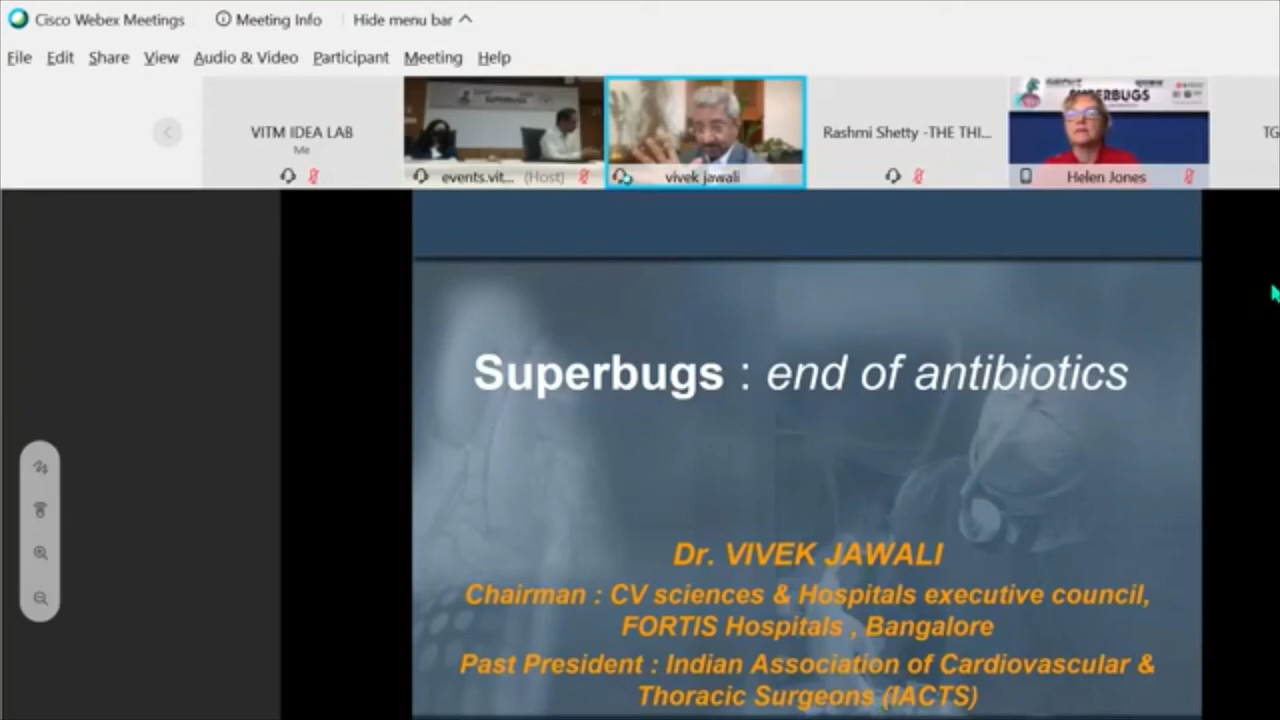 Cisco Webex Meetings
Meeting Info
Hide menu bar
File Edit Share View Audio & Video Participant Meeting Help
VITM IDEA LAB
Me
SUPERBUGS
events.vit... (Host)
vivek jawali
Rashmi Shetty -THE THI...
SUPERBUGS
Helen Jones
TG
Superbugs : end of antibiotics
Dr. VIVEK JAWALI
Chairman : CV sciences & Hospitals executive council,
FORTIS Hospitals , Bangalore
Past President : Indian Association of Cardiovascular &
Thoracic Surgeons (IACTS)